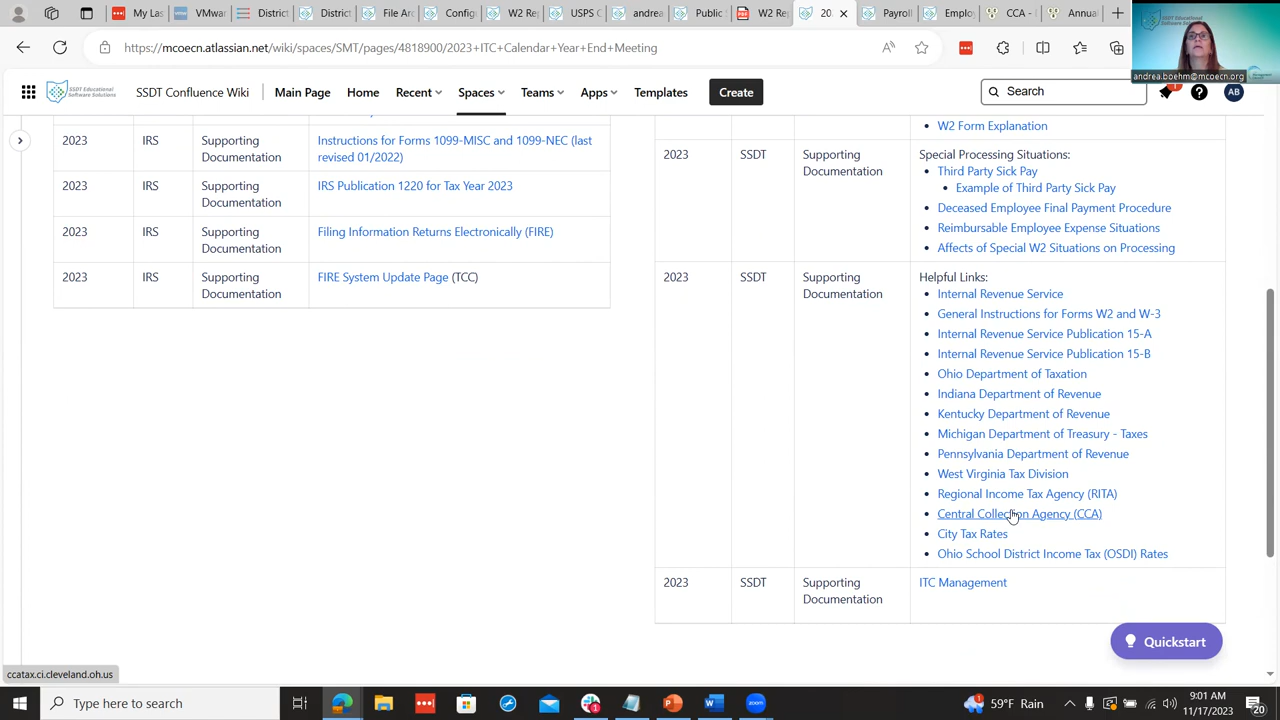 My Las
VMwar
District
District
Fire Arc
Config
W2 Re
USPS C
andrea
Public
W2 Re
20
Payroll
Emplo
CCA -
Annua
https://mcoecn.atlassian.net/wiki/spaces/SMT/pages/4818900/2023+ITC+Calendar+Year+End+Meeting
andrea.boehm@mcoecn.org
SSDT Educational Software Solutions
SSDT Confluence Wiki
Main Page
Home
Recent
Spaces
Teams
Apps
Templates
Create
Search
1
AB
2023 IRS Supporting Documentation Instructions for Forms 1099-MISC and 1099-NEC (last
revised 01/2022)
2023 IRS Supporting Documentation IRS Publication 1220 for Tax Year 2023
2023 IRS Supporting Documentation Filing Information Returns Electronically (FIRE)
2023 IRS Supporting Documentation FIRE System Update Page (TCC)
W2 Form Explanation
2023 SSDT Supporting Documentation Special Processing Situations:
Third Party Sick Pay
Example of Third Party Sick Pay
Deceased Employee Final Payment Procedure
Reimbursable Employee Expense Situations
Affects of Special W2 Situations on Processing
2023 SSDT Supporting Documentation Helpful Links:
Internal Revenue Service
General Instructions for Forms W2 and W-3
Internal Revenue Service Publication 15-A
Internal Revenue Service Publication 15-B
Ohio Department of Taxation
Indiana Department of Revenue
Kentucky Department of Revenue
Michigan Department of Treasury - Taxes
Pennsylvania Department of Revenue
West Virginia Tax Division
Regional Income Tax Agency (RITA)
Central Collection Agency (CCA)
City Tax Rates
Ohio School District Income Tax (OSDI) Rates
2023 SSDT Supporting Documentation ITC Management
Quickstart
ccatax.ci.cleveland.oh.us
Type here to search
59°F Rain
9:01 AM
11/17/2023
20